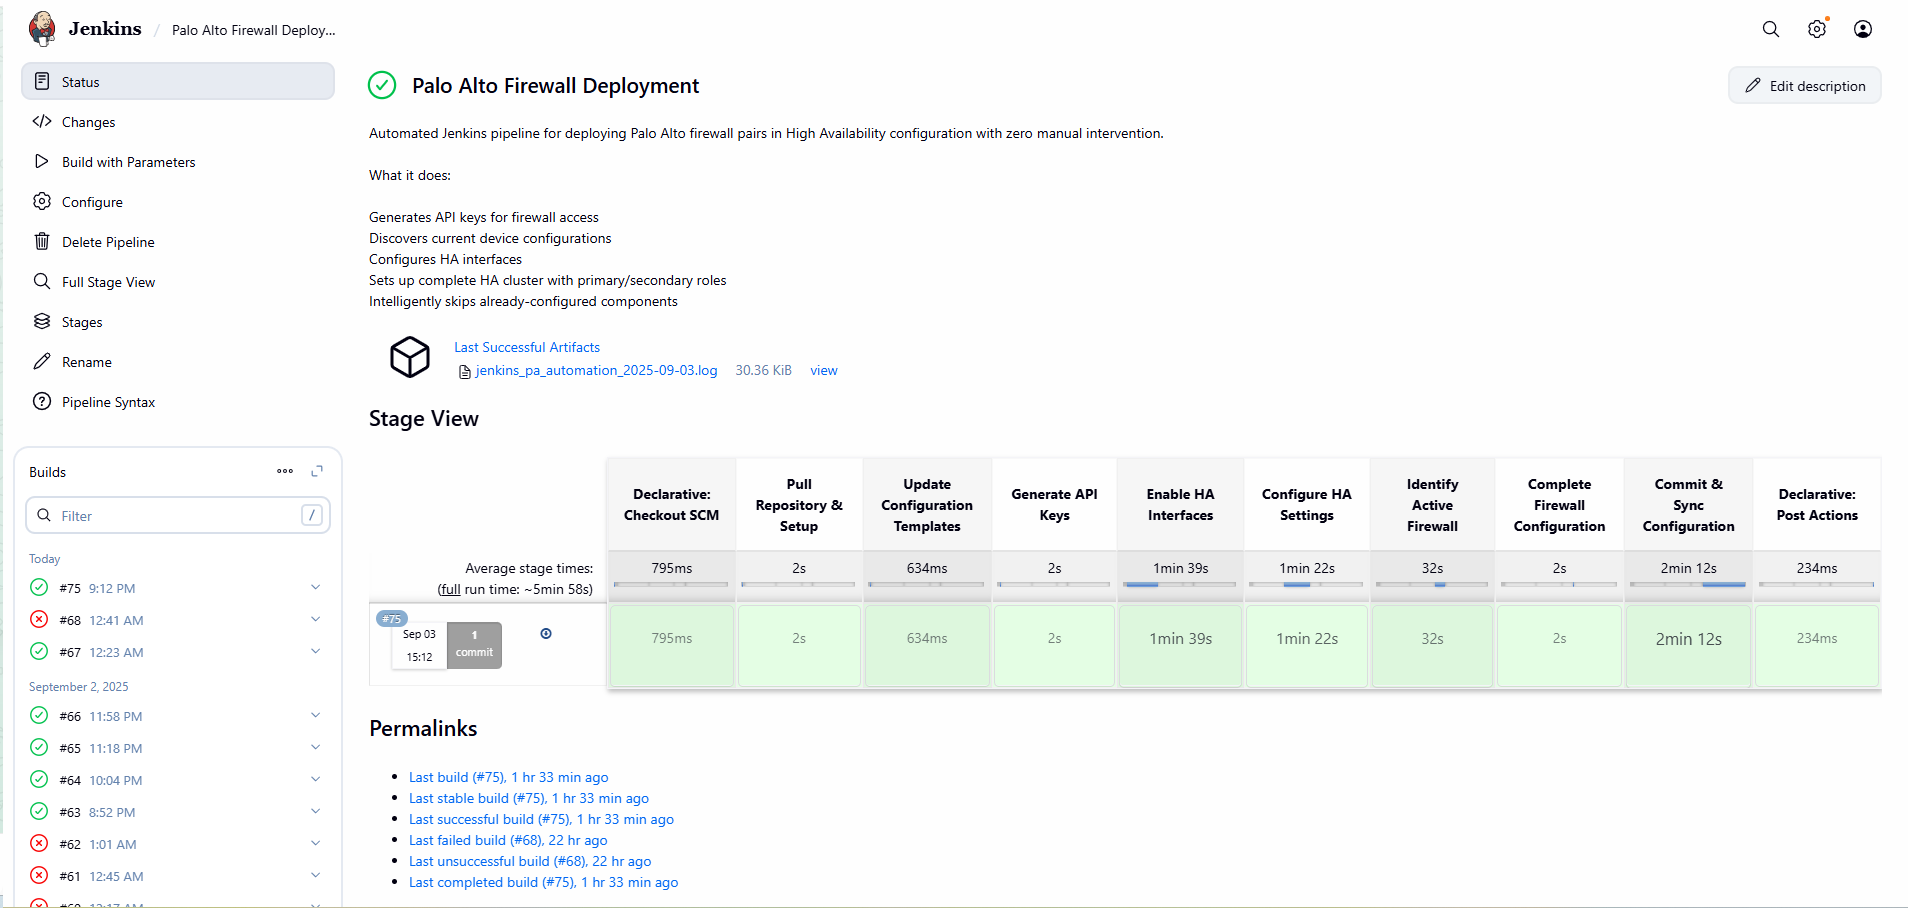 Jenkins / Palo Alto Firewall Deploy...
Status
Changes
Build with Parameters
Configure
Delete Pipeline
Full Stage View
Stages
Rename
Pipeline Syntax
Builds
Filter /
Today
#75 9:12 PM
#68 12:41 AM
#67 12:23 AM
September 2, 2025
#66 11:58 PM
#65 11:18 PM
#64 10:04 PM
#63 8:52 PM
#62 1:01 AM
#61 12:45 AM
#60 12:17 AM
Palo Alto Firewall Deployment
Edit description
Automated Jenkins pipeline for deploying Palo Alto firewall pairs in High Availability configuration with zero manual intervention.
What it does:
Generates API keys for firewall access
Discovers current device configurations
Configures HA interfaces
Sets up complete HA cluster with primary/secondary roles
Intelligently skips already-configured components
Last Successful Artifacts
jenkins_pa_automation_2025-09-03.log 30.36 KiB view
Stage View
Declarative: Checkout SCM
Pull Repository & Setup
Update Configuration Templates
Generate API Keys
Enable HA Interfaces
Configure HA Settings
Identify Active Firewall
Complete Firewall Configuration
Commit & Sync Configuration
Declarative: Post Actions
Average stage times: 795ms 2s 634ms 2s 1min 39s 1min 22s 32s 2s 2min 12s 234ms
(full run time: ~5min 58s)
#75
Sep 03
15:12
1
commit
795ms 2s 634ms 2s 1min 39s 1min 22s 32s 2s 2min 12s 234ms
Permalinks
Last build (#75), 1 hr 33 min ago
Last stable build (#75), 1 hr 33 min ago
Last successful build (#75), 1 hr 33 min ago
Last failed build (#68), 22 hr ago
Last unsuccessful build (#68), 22 hr ago
Last completed build (#75), 1 hr 33 min ago